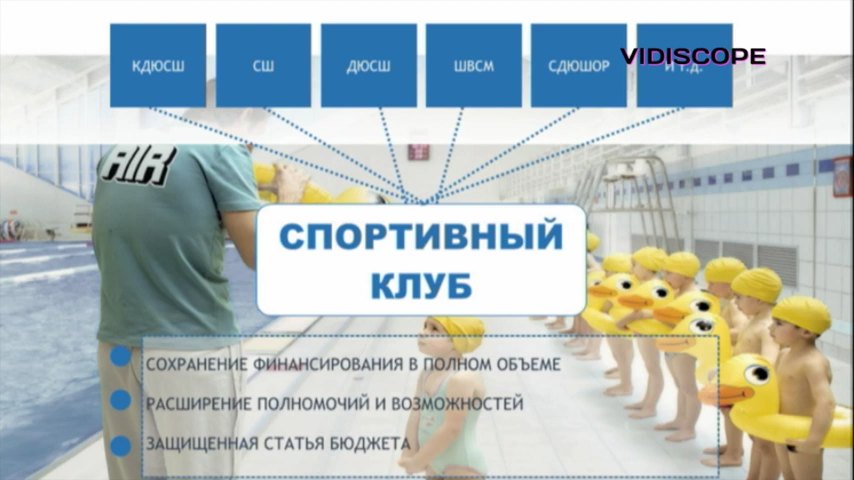 КДЮСШ
СШ
ДЮСШ
ШВСМ
СДЮШОР
И Т.Д.
VIDISCOPE
AIR
СПОРТИВНЫЙ
КЛУБ
СОХРАНЕНИЕ ФИНАНСИРОВАНИЯ В ПОЛНОМ ОБЪЕМЕ
РАСШИРЕНИЕ ПОЛНОМОЧИЙ И ВОЗМОЖНОСТЕЙ
ЗАЩИЩЕННАЯ СТАТЬЯ БЮДЖЕТА